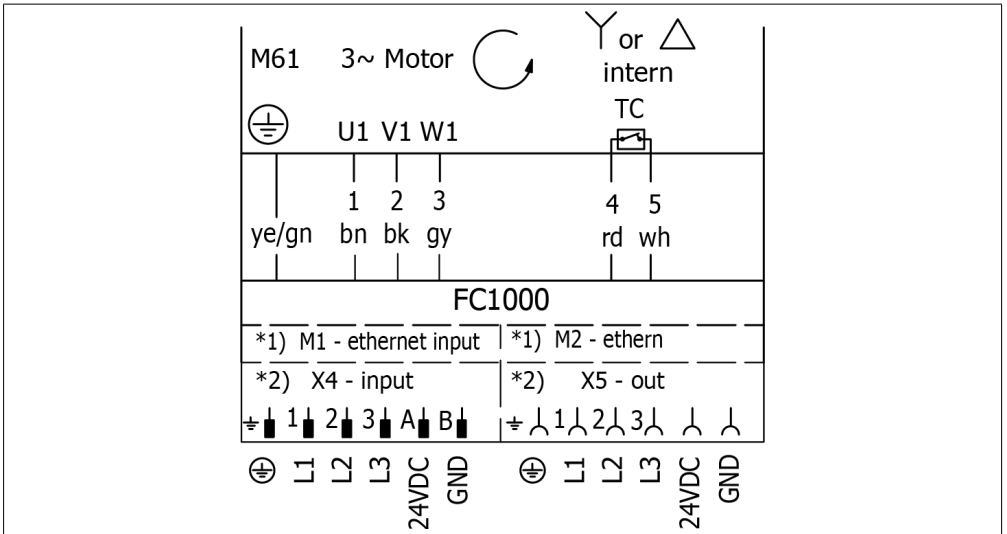 M61 3~ Motor or
intern
TC
U1 V1 W1
1 2 3 4 5
ye/gn bn bk gy rd wh
FC1000
*1) M1 - ethernet input *1) M2 - ethern
*2) X4 - input *2) X5 - out
1 2 3 A B 1 2 3
L1 L2 L3 24VDC GND L1 L2 L3 24VDC GND